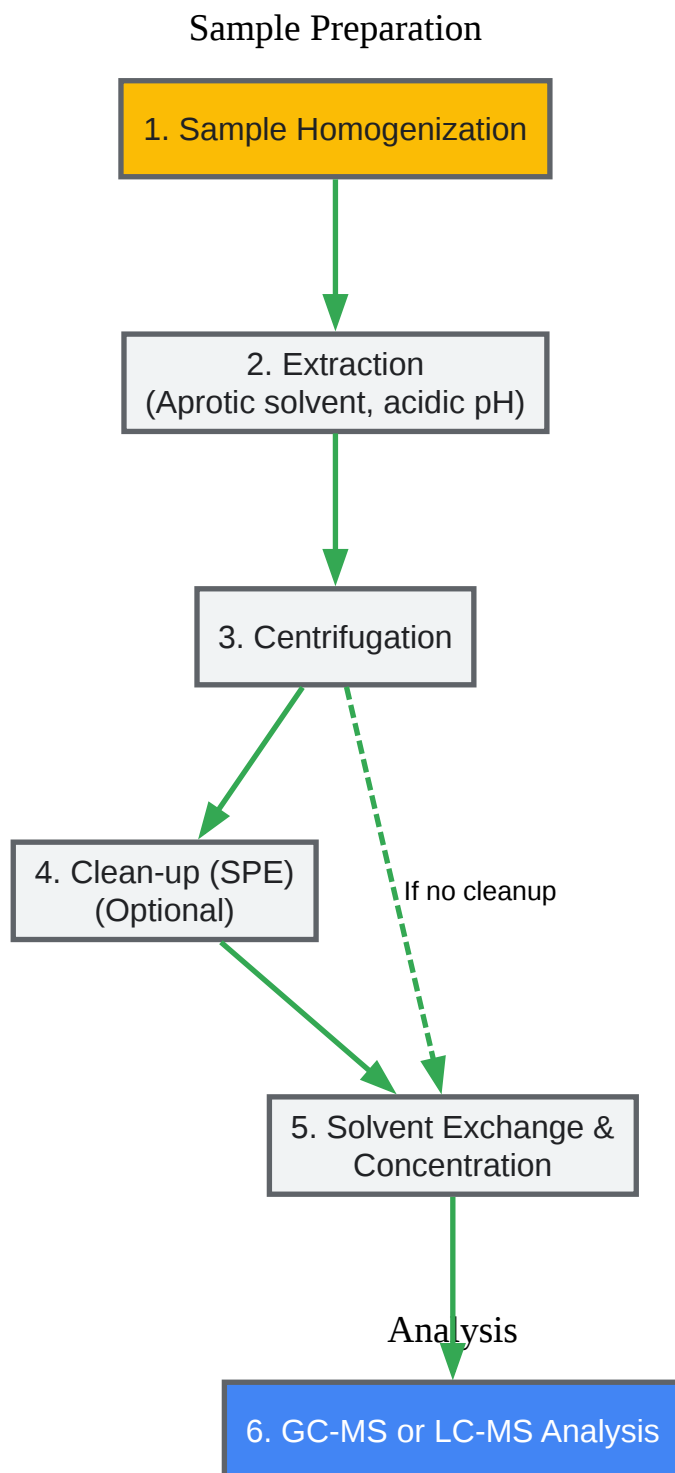 Sample Preparation
1. Sample Homogenization
2. Extraction
(Aprotic solvent, acidic pH)
3. Centrifugation
4. Clean-up (SPE)
(Optional)
If no cleanup
5. Solvent Exchange &
Concentration
Analysis
6. GC-MS or LC-MS Analysis